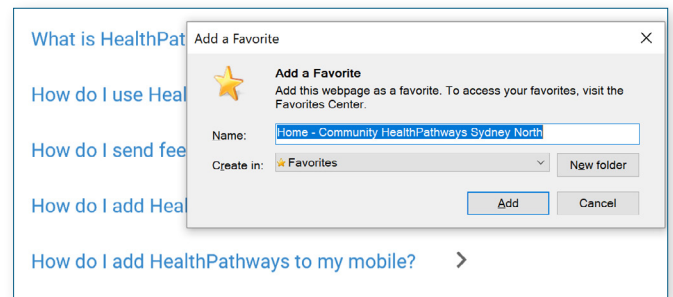 What is HealthPat
Add a Favorite
Add a Favorite
Add this webpage as a favorite. To access your favorites, visit the
Favorites Center.
How do I use Heal
Name: Home - Community HealthPathways Sydney North
How do I send fee
Create in: Favorites New folder
How do I add Heal
Add Cancel
How do I add HealthPathways to my mobile?